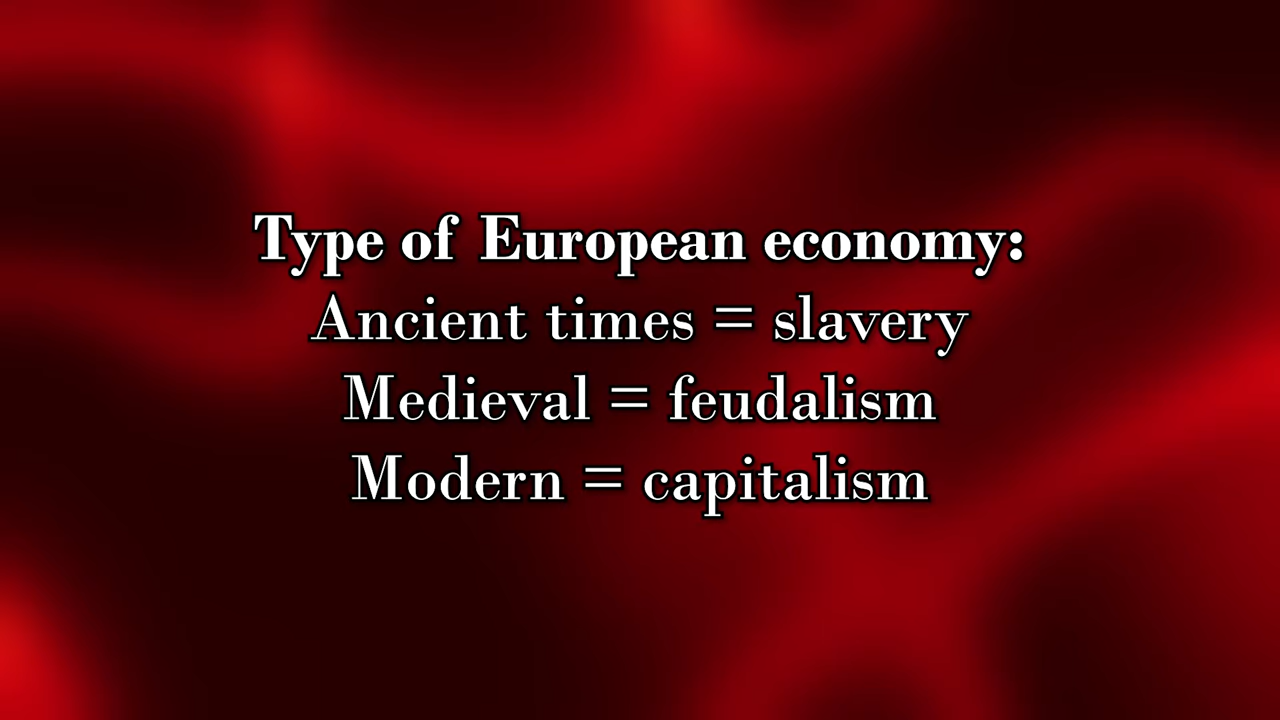 Type of European economy:
Ancient times = slavery
Medieval = feudalism
Modern = capitalism